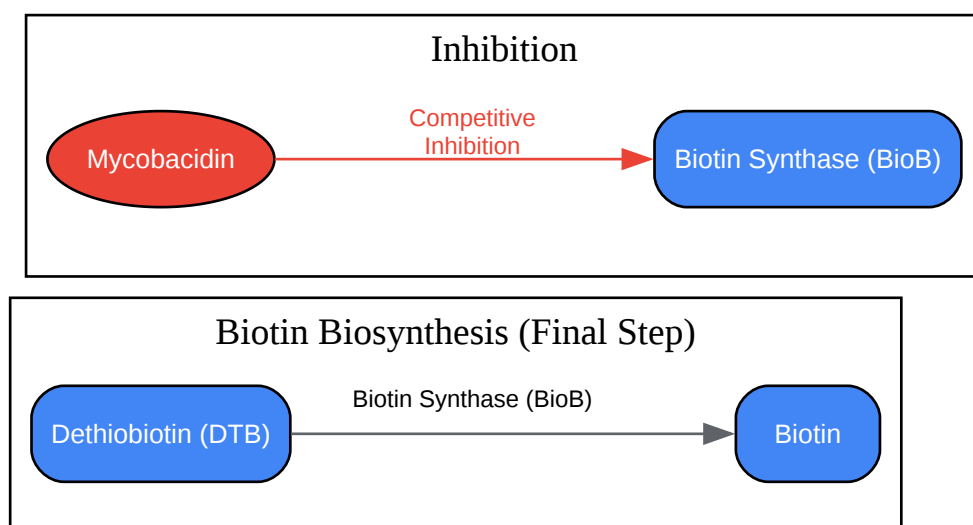 Inhibition
Competitive
Inhibition
Mycobacidin
Biotin Synthase (BioB)
Biotin Biosynthesis (Final Step)
Biotin Synthase (BioB)
Dethiobiotin (DTB)
Biotin